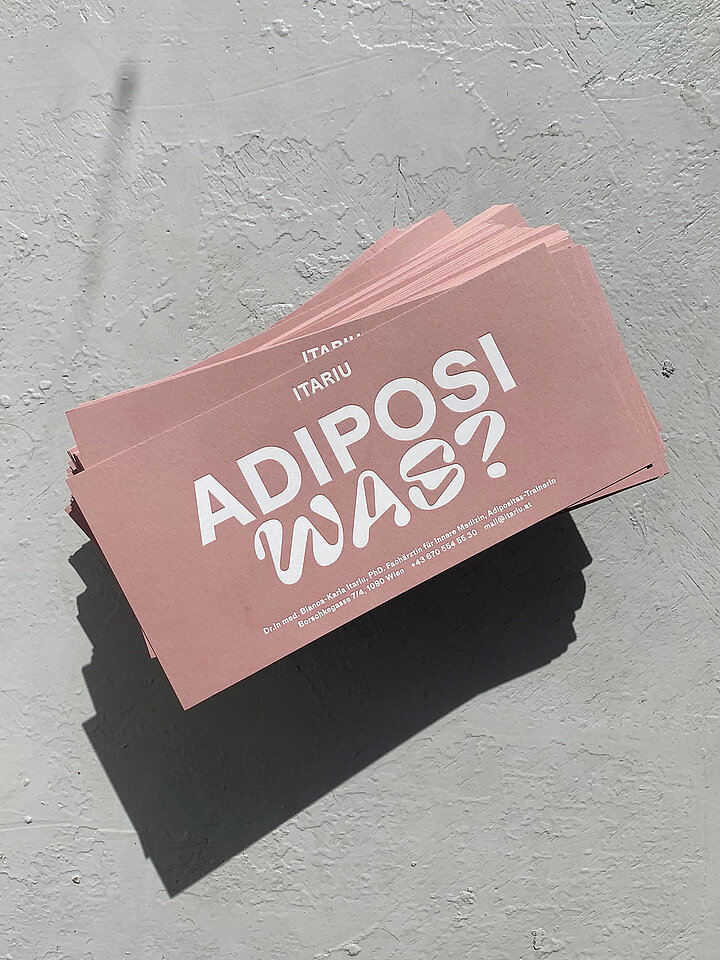 ITARIU
ITARIU
ADIPOSI
WAS?
Dr.in med. Bianca-Karla Itariu, PhD. Fachärztin für Innere Medizin, Adipositas-Trainerin
Borschkegasse 7/4, 1090 Wien +43 670 554 55 30 mail@itariu.at